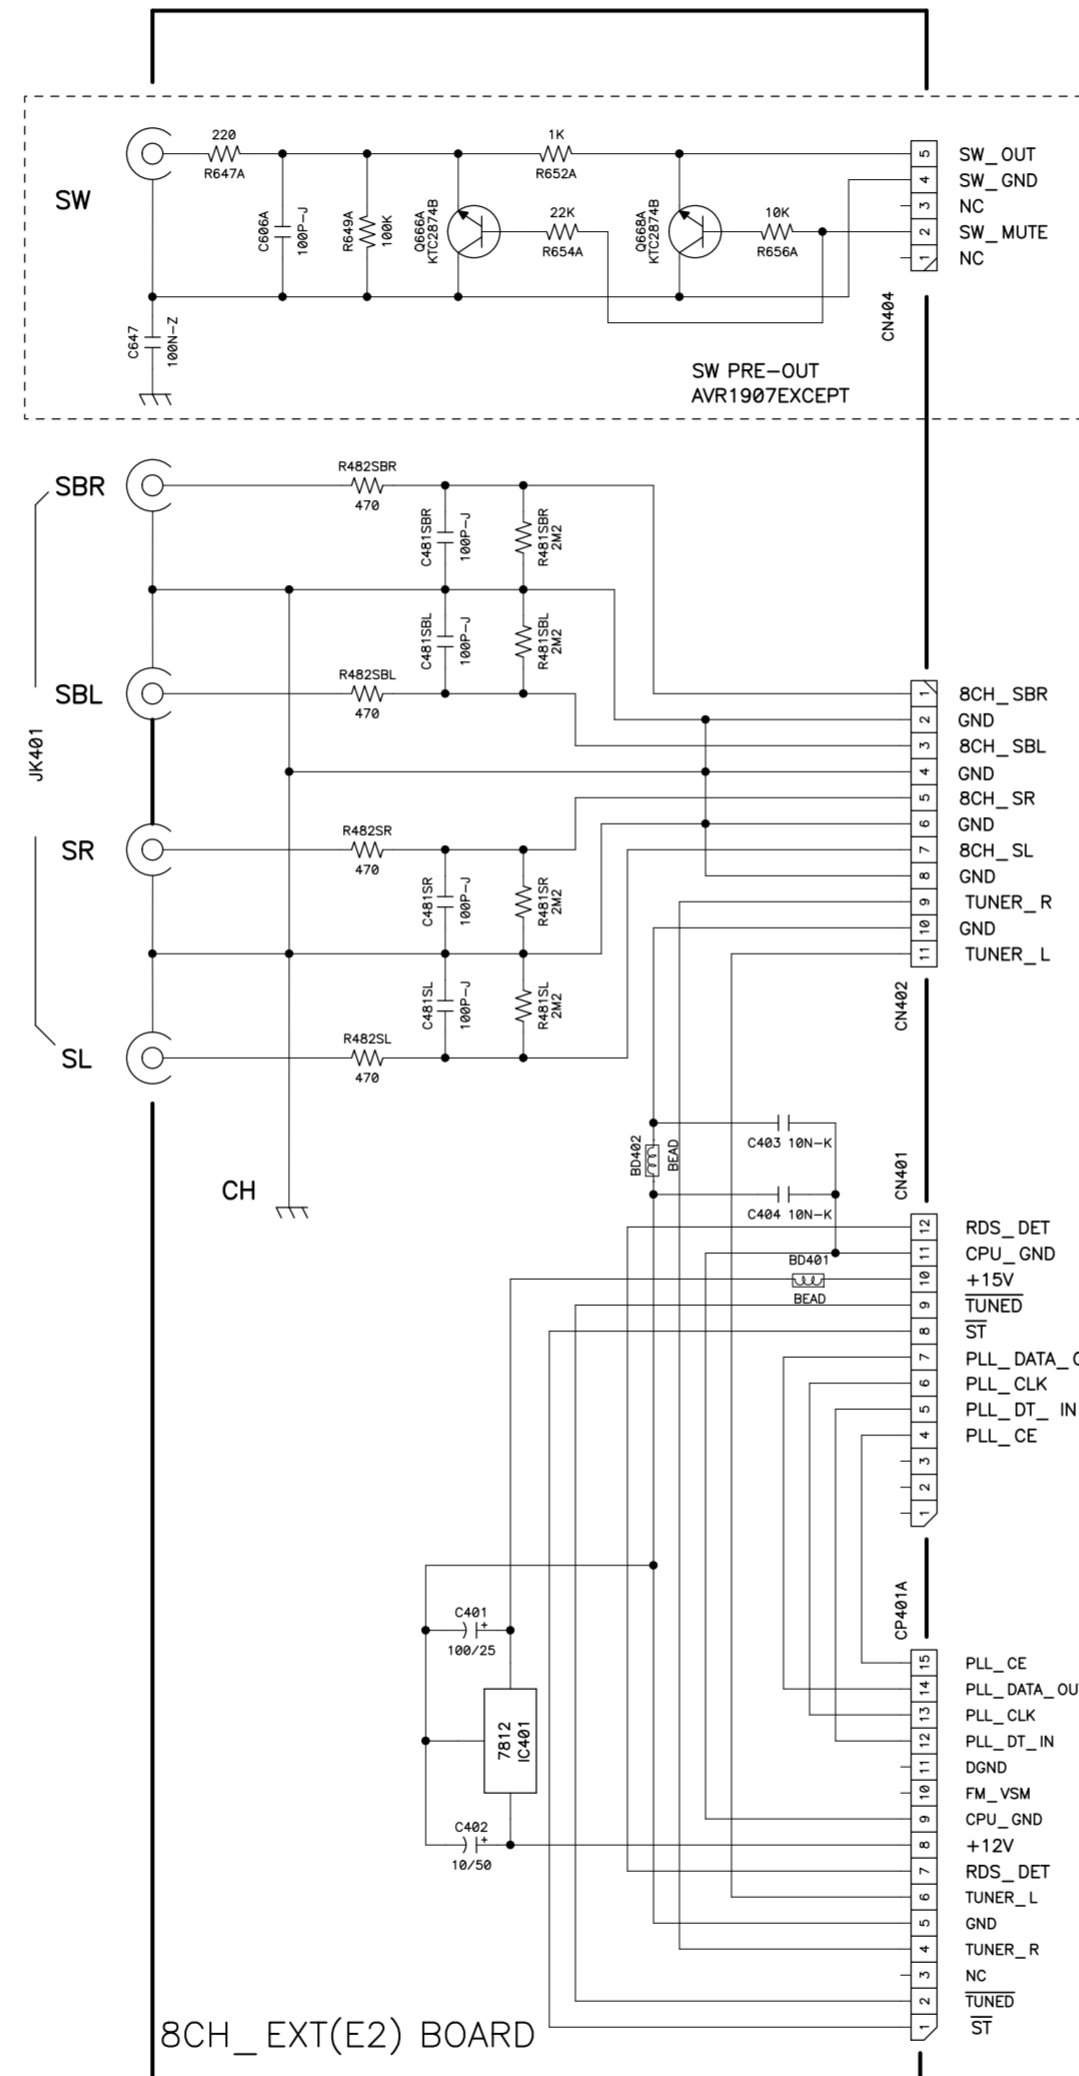 SW
220
R647A
C606A
100P-J
R649A
100K
Q666A
KTC2874B
1K
R652A
22K
R654A
Q668A
KTC2874B
10K
R656A
5 SW_OUT
4 SW_GND
3 NC
2 SW_MUTE
1 NC
CN404
C647
100N-Z
SW PRE-OUT
AVR1907EXCEPT
JK401
SBR
R482SBR
470
C481SBR
100P-J
R481SBR
2M2
C481SBL
100P-J
R481SBL
2M2
SBL
R482SBL
470
SR
R482SR
470
C481SR
100P-J
R481SR
2M2
C481SL
100P-J
R481SL
2M2
SL
R482SL
470
1 8CH_SBR
2 GND
3 8CH_SBL
4 GND
5 8CH_SR
6 GND
7 8CH_SL
8 GND
9 TUNER_R
10 GND
11 TUNER_L
CN402
CH
BD402
BEAD
C403 10N-K
C404 10N-K
BD401
BEAD
CN401
12 RDS_DET
11 CPU_GND
10 +15V
9 TUNED
8 ST
7 PLL_DATA_O
6 PLL_CLK
5 PLL_DT_ IN
4 PLL_CE
3
2
1
C401
+
100/25
7812
IC401
C402
+
10/50
CP401A
15 PLL_CE
14 PLL_DATA_OU
13 PLL_CLK
12 PLL_DT_IN
11 DGND
10 FM_VSM
9 CPU_GND
8 +12V
7 RDS_DET
6 TUNER_L
5 GND
4 TUNER_R
3 NC
2 TUNED
1 ST
8CH_EXT(E2) BOARD